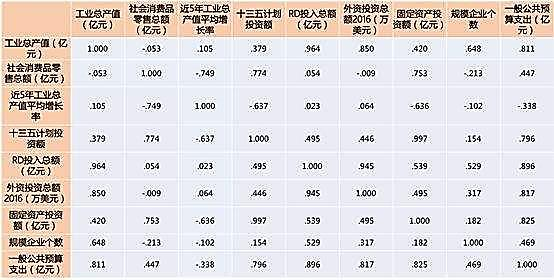 工业总产值（亿元） 社会消费品零售总额（亿元） 近5年工业总产值平均增长率 十三五计划投资额 RD投入总额（亿元） 外资投资总额2016（万美元） 固定资产投资额（亿元） 规模企业个数 一般公共预算支出（亿元）
工业总产值（亿元） 1.000 -.053 .105 .379 .964 .850 .420 .648 .811
社会消费品零售总额（亿元） -.053 1.000 -.749 .774 .054 -.009 .753 -.213 .447
近5年工业总产值平均增长率 .105 -.749 1.000 -.637 .023 .064 -.636 -.102 -.338
十三五计划投资额 .379 .774 -.637 1.000 .495 .446 .997 .154 .796
RD投入总额（亿元） .964 .054 .023 .495 1.000 .945 .539 .529 .896
外资投资总额2016（万美元） .850 -.009 .064 .446 .945 1.000 .495 .317 .817
固定资产投资额（亿元） .420 .753 -.636 .997 .539 .495 1.000 .182 .825
规模企业个数 .648 -.213 -.102 .154 .529 .317 .182 1.000 .469
一般公共预算支出（亿元） .811 .447 -.338 .796 .896 .817 .825 .469 1.000